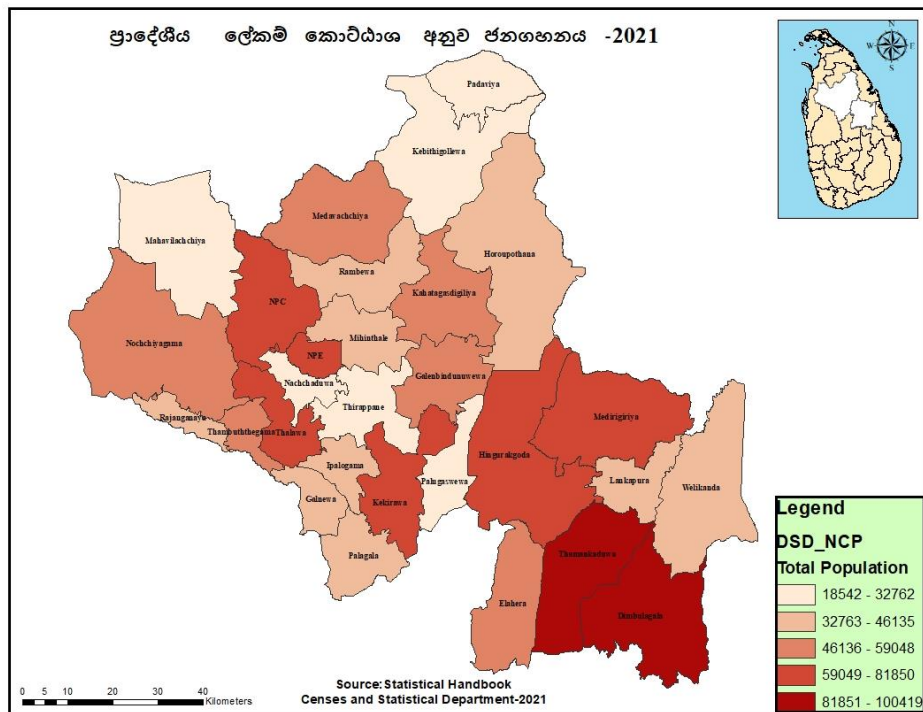 ප්‍රාදේශීය ලේකම් කොට්ඨාශ අනුව ජනගහනය -2021
N
W E
S
Padaviya
Kebithigollewa
Medavachchiya
Mahavilachchiya
Horoupothana
Rambewa
Kahatagasdigiliya
NPC
Mihinthale
Nochchiyagama
NPE
Galenbindunuwewa
Nachchaduwa
Thirappane
Medirigiriya
Rajanganaya
Thambuththegama
Thalawa
Hingurakgoda
Ipalogama
Palugaswewa
Lankapura
Welikanda
Galnewa
Kekirawa
Palagala
Thamankaduwa
Elahera
Dimbulagala
Legend
DSD_NCP
Total Population
18542 - 32762
32763 - 46135
46136 - 59048
59049 - 81850
81851 - 100419
0 5 10 20 30 40
Kilometers
Source: Statistical Handbook
Censes and Statistical Department-2021